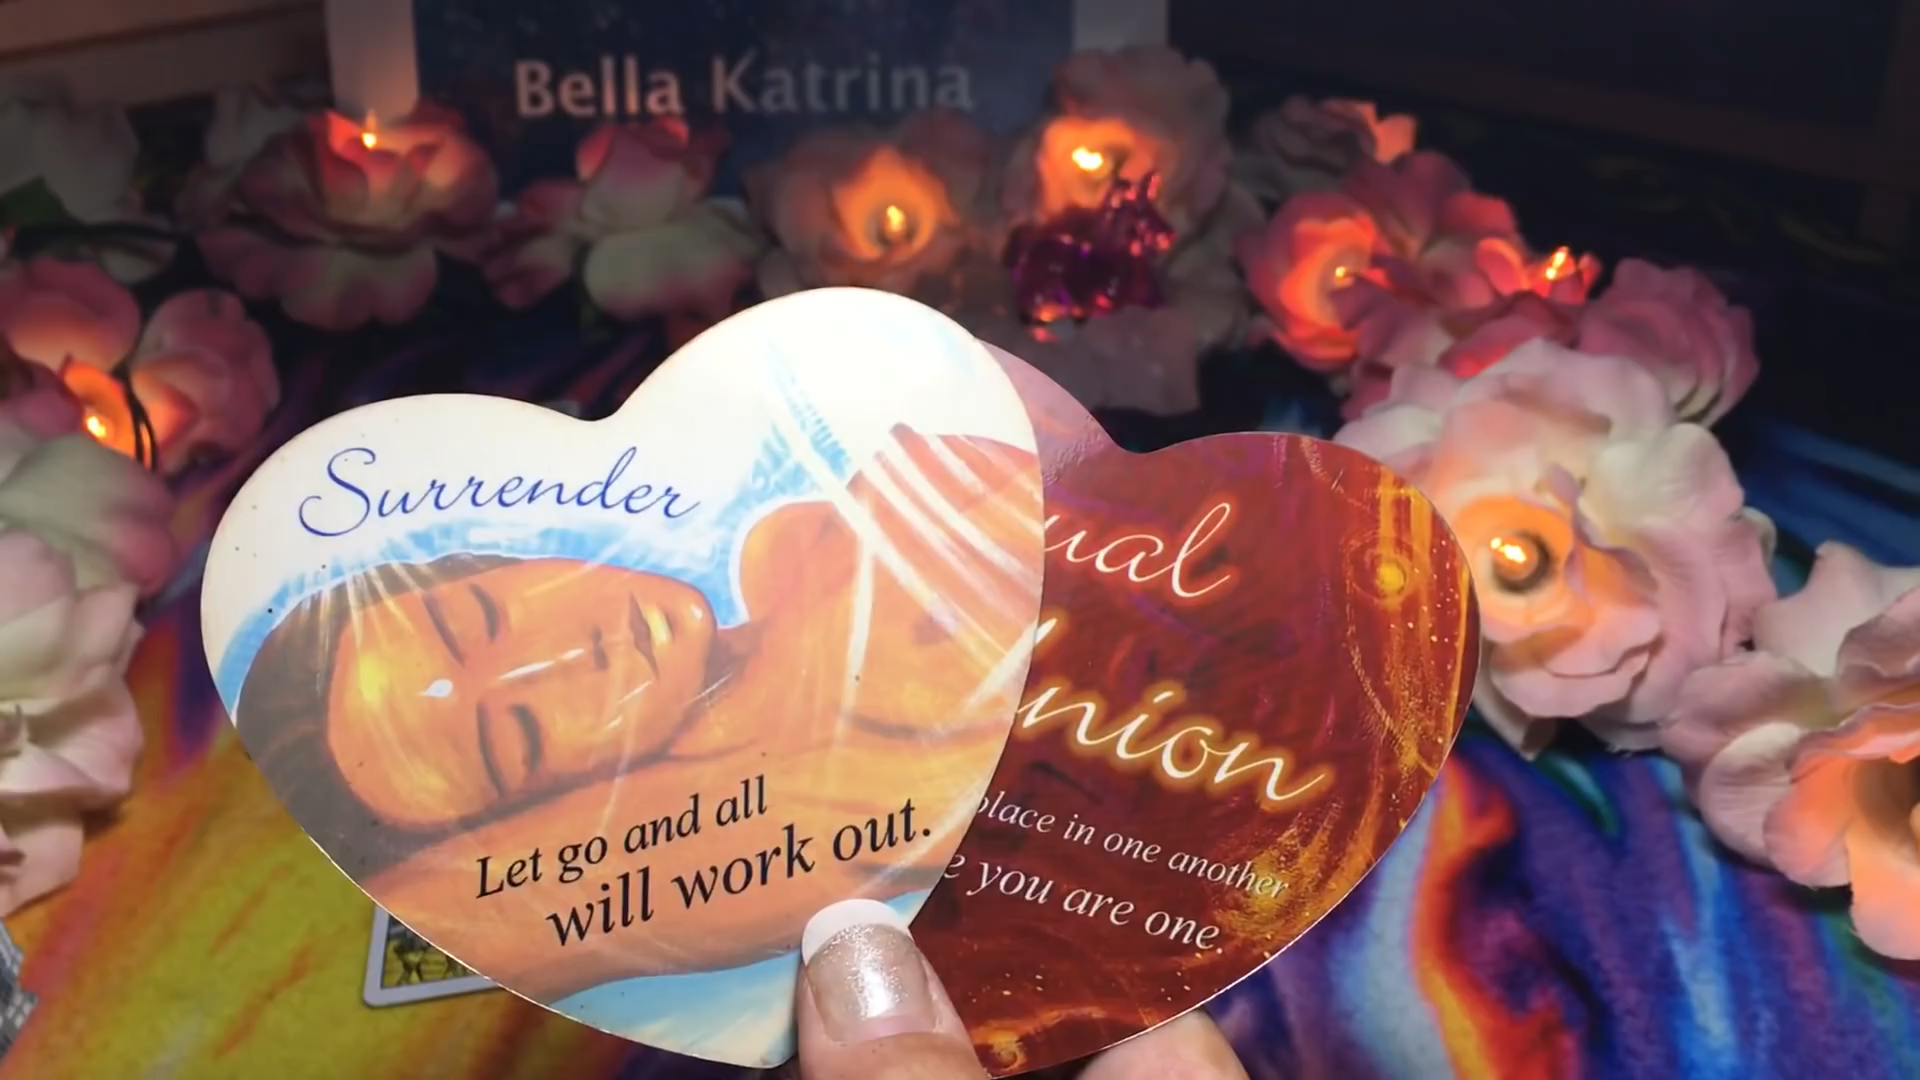 Bella Katrina
Surrender
Let go and all
will work out.
ual
nion
place in one another
e you are one.